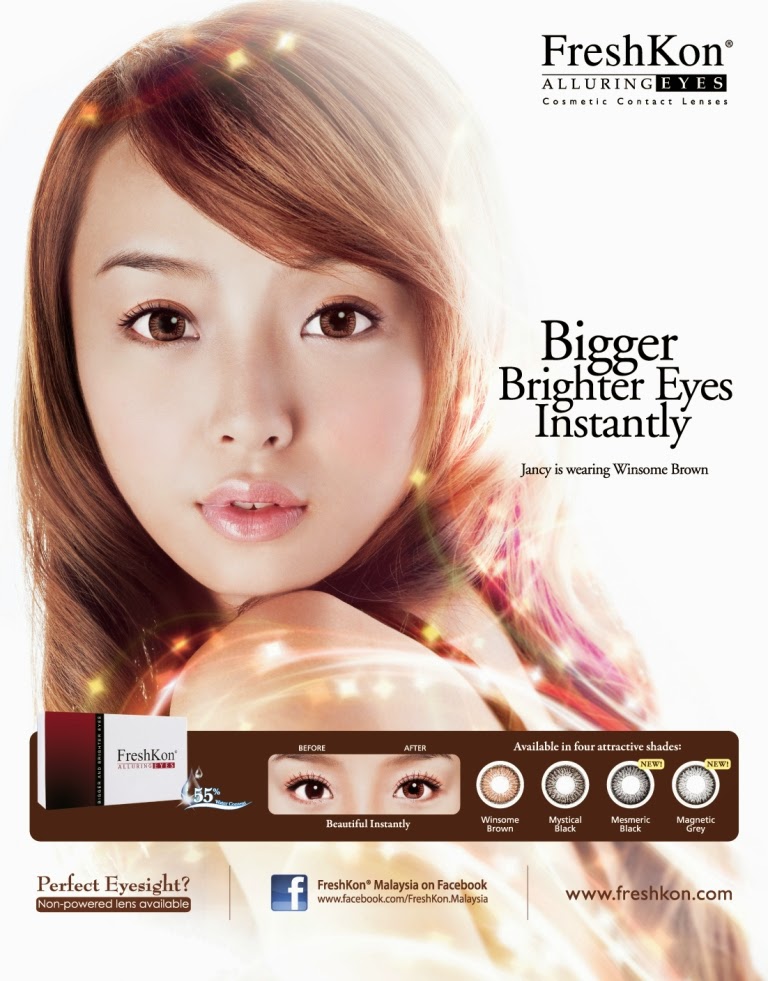 FreshKon®
ALLURING EYES
Cosmetic Contact Lenses
Bigger
Brighter Eyes
Instantly
Jancy is wearing Winsome Brown
BIGGER AND BRIGHTER EYES
FreshKon®
ALLURING EYES
55%
Water Content
BEFORE AFTER
Beautiful Instantly
Available in four attractive shades:
NEW! NEW!
Winsome Brown
Mystical Black
Mesmeric Black
Magnetic Grey
Perfect Eyesight?
Non-powered lens available
f
FreshKon® Malaysia on Facebook
www.facebook.com/FreshKon.Malaysia
www.freshkon.com